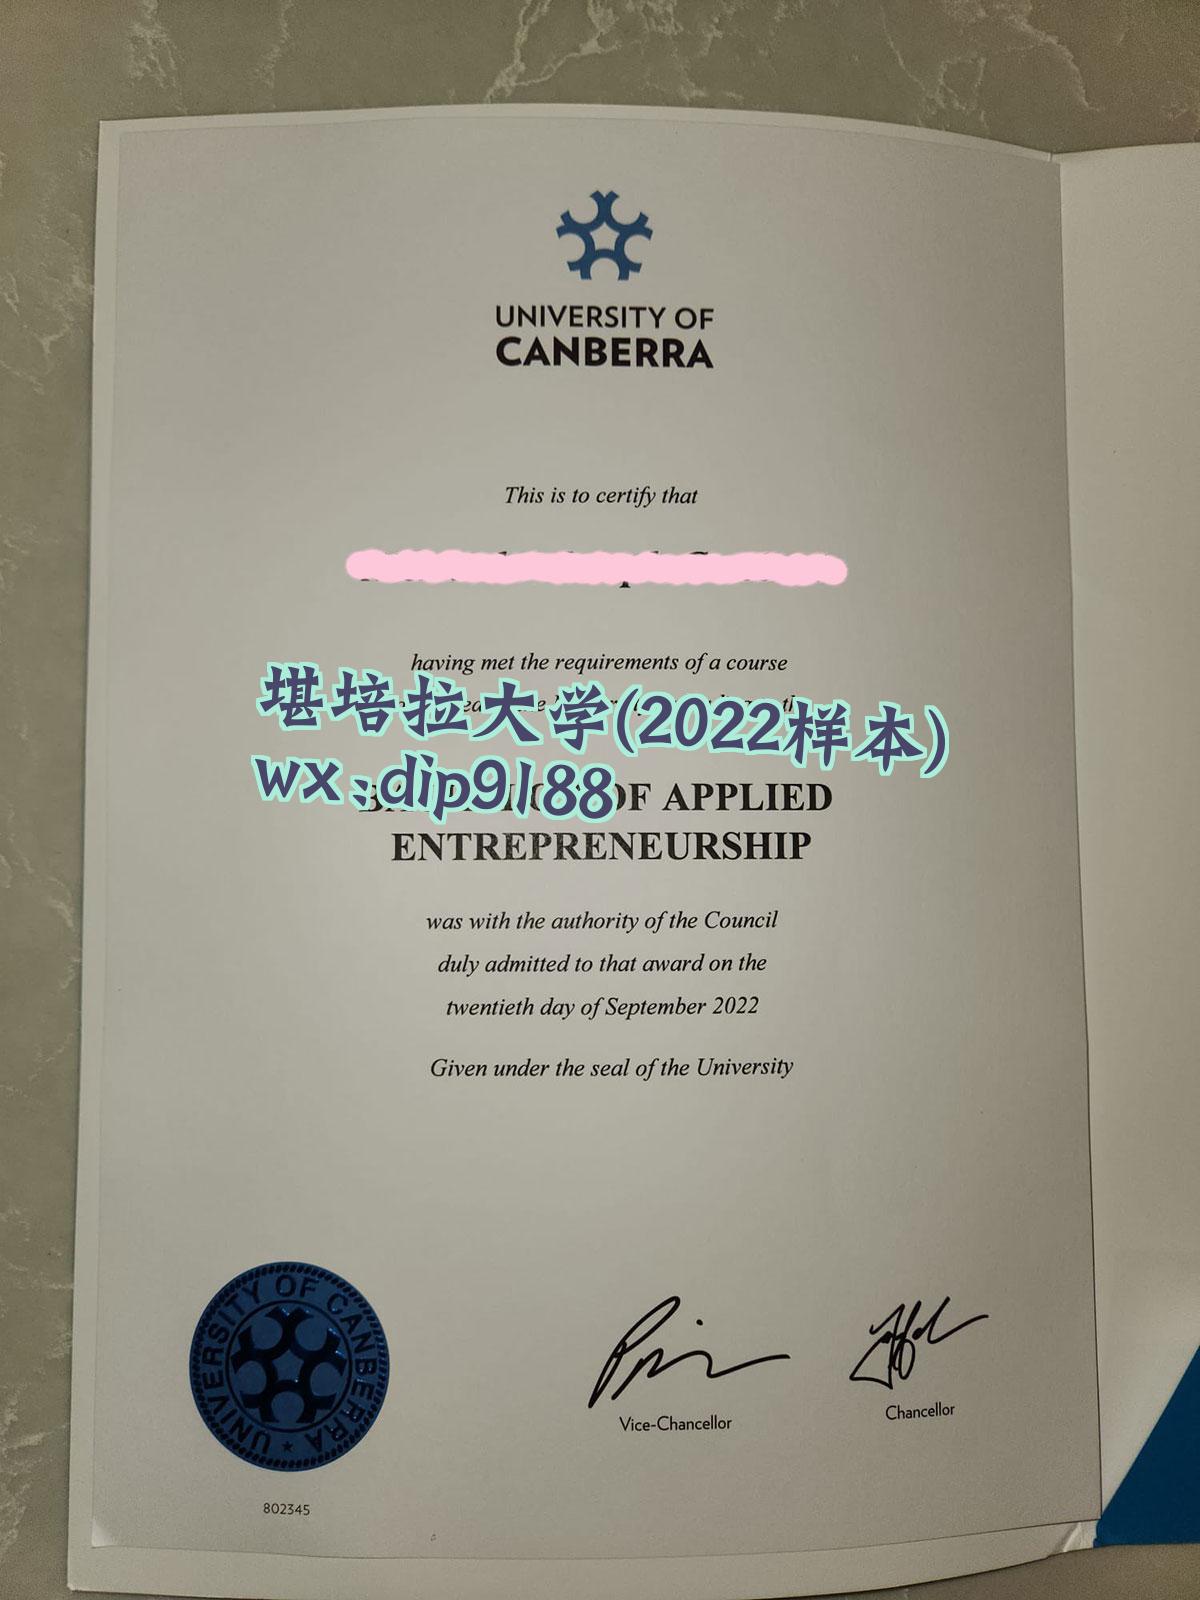 UNIVERSITY OF
CANBERRA
This is to certify that
having met the requirements of a course
堪培拉大学(2022样本)
wx:dip9188
OF APPLIED
ENTREPRENEURSHIP
was with the authority of the Council
duly admitted to that award on the
twentieth day of September 2022
Given under the seal of the University
UNIVERSITY OF CANBERRA
Vice-Chancellor
Chancellor
802345